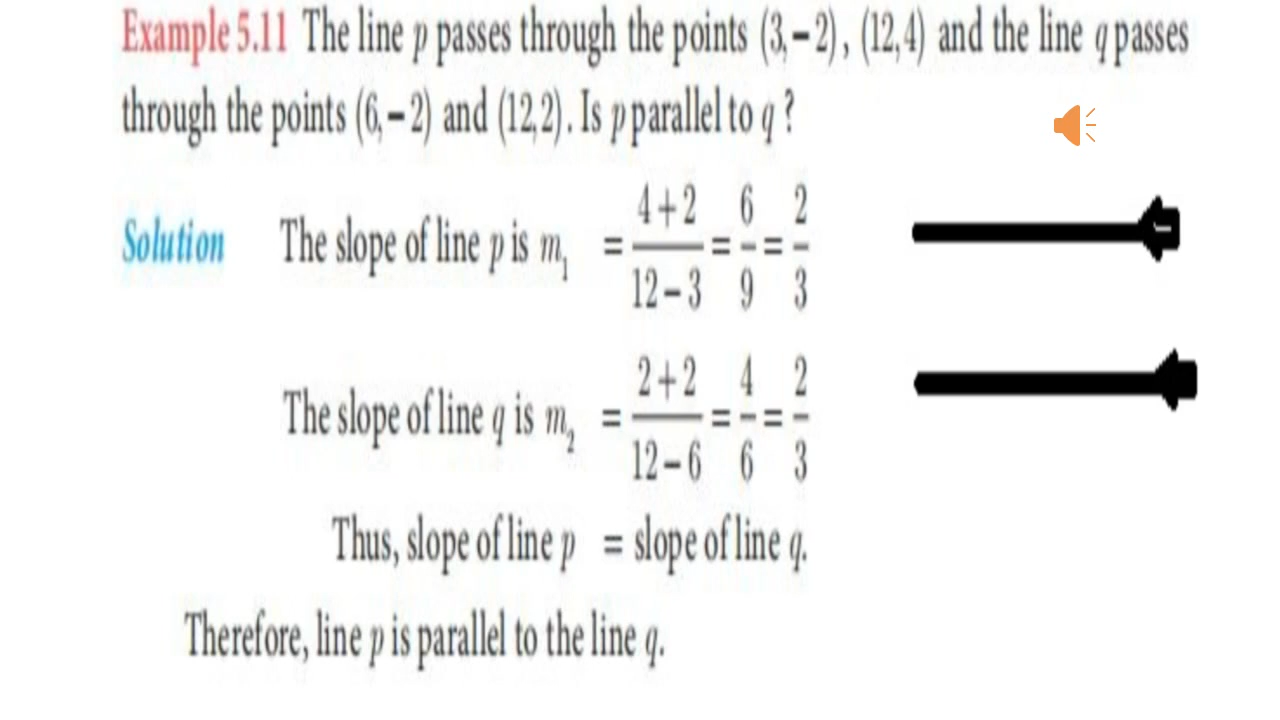 Example 5.11 The line p passes through the points (3,−2), (12,4) and the line q passes
through the points (6,−2) and (12,2). Is p parallel to q ?
Solution The slope of line p is m₁ = 4+2/12−3 = 6/9 = 2/3
The slope of line q is m₂ = 2+2/12−6 = 4/6 = 2/3
Thus, slope of line p = slope of line q.
Therefore, line p is parallel to the line q.